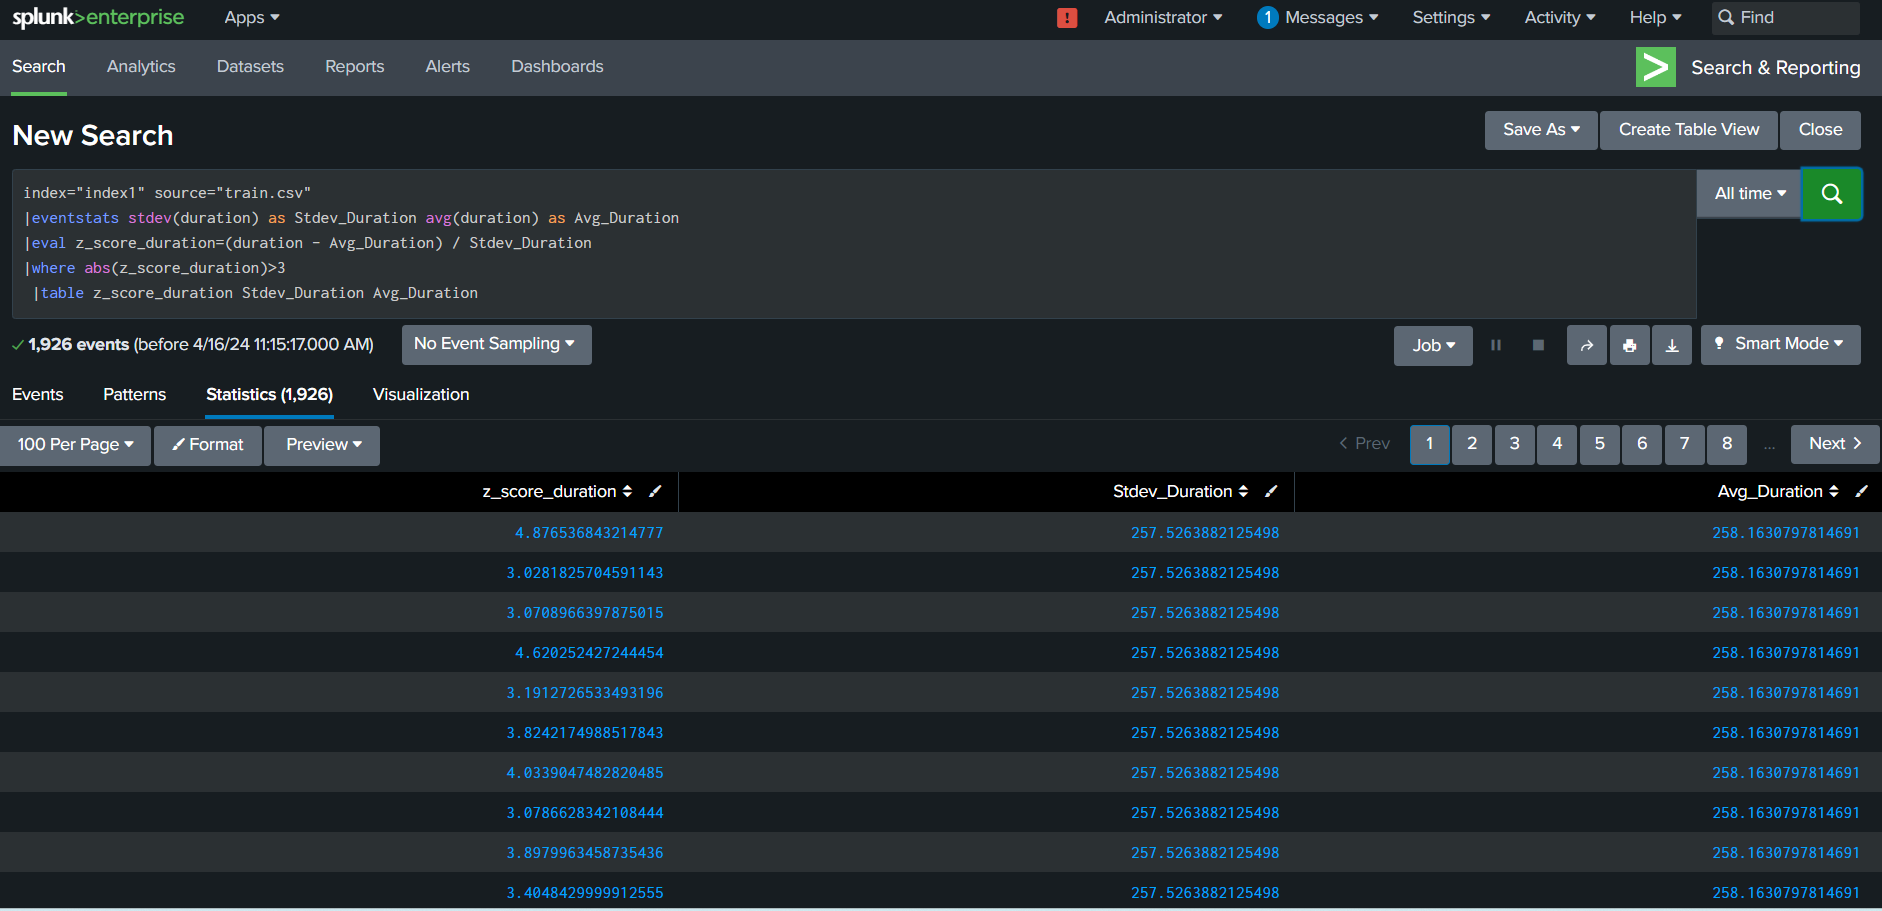 splunk>enterprise Apps Administrator 1 Messages Settings Activity Help Find
Search Analytics Datasets Reports Alerts Dashboards Search & Reporting
New Search Save As Create Table View Close
index="index1" source="train.csv" All time
|eventstats stdev(duration) as Stdev_Duration avg(duration) as Avg_Duration
|eval z_score_duration=(duration - Avg_Duration) / Stdev_Duration
|where abs(z_score_duration)>3
|table z_score_duration Stdev_Duration Avg_Duration
1,926 events (before 4/16/24 11:15:17.000 AM) No Event Sampling Job Smart Mode
Events Patterns Statistics (1,926) Visualization
100 Per Page Format Preview < Prev 1 2 3 4 5 6 7 8 ... Next >
z_score_duration Stdev_Duration Avg_Duration
4.876536843214777 257.5263882125498 258.1630797814691
3.0281825704591143 257.5263882125498 258.1630797814691
3.0708966397875015 257.5263882125498 258.1630797814691
4.620252427244454 257.5263882125498 258.1630797814691
3.1912726533493196 257.5263882125498 258.1630797814691
3.8242174988517843 257.5263882125498 258.1630797814691
4.0339047482820485 257.5263882125498 258.1630797814691
3.0786628342108444 257.5263882125498 258.1630797814691
3.8979963458735436 257.5263882125498 258.1630797814691
3.4048429999912555 257.5263882125498 258.1630797814691